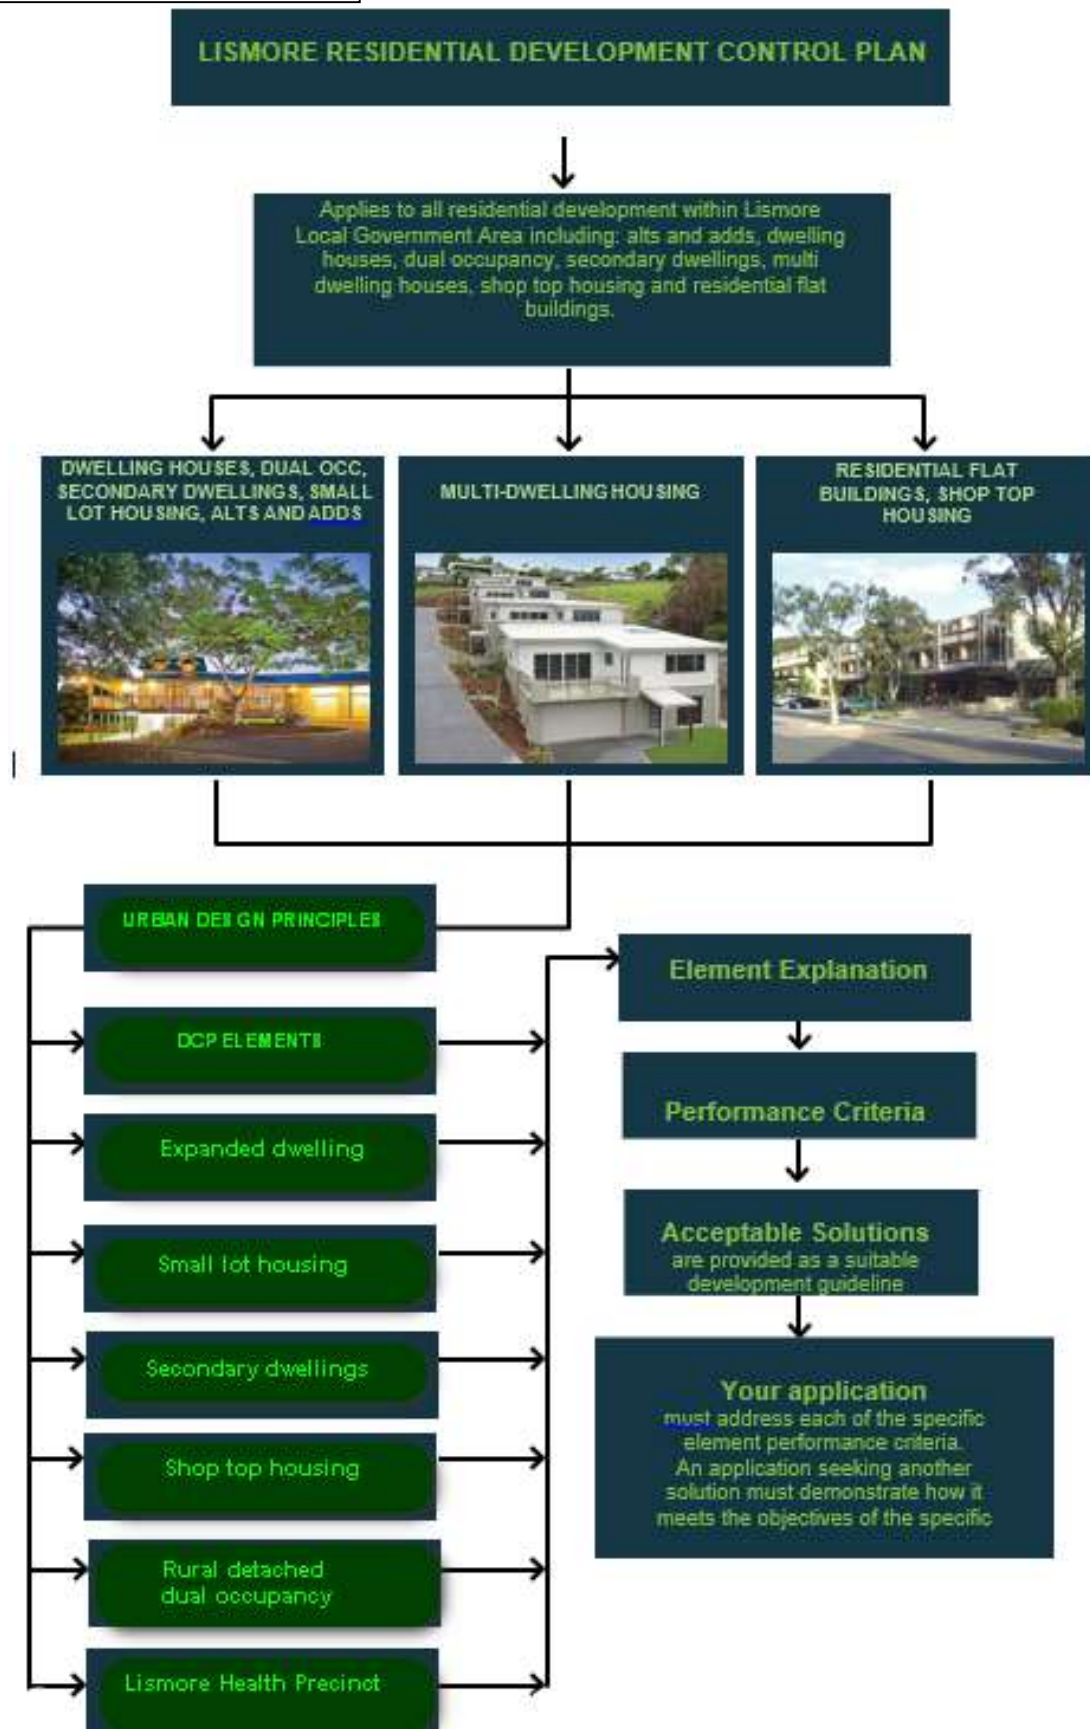 LISMORE RESIDENTIAL DEVELOPMENT CONTROL PLAN
Applies to all residential development within Lismore
Local Government Area including: alts and adds, dwelling
houses, dual occupancy, secondary dwellings, multi
dwelling houses, shop top housing and residential flat
buildings.
DWELLING HOUSES, DUAL OCC,
SECONDARY DWELLINGS, SMALL
LOT HOUSING, ALTS AND ADDS
MULTI-DWELLING HOUSING
RESIDENTIAL FLAT
BUILDINGS, SHOP TOP
HOUSING
URBAN DESIGN PRINCIPLES
DCP ELEMENTS
Expanded dwelling
Small lot housing
Secondary dwellings
Shop top housing
Rural detached
dual occupancy
Lismore Health Precinct
Element Explanation
Performance Criteria
Acceptable Solutions
are provided as a suitable
development guideline
Your application
must address each of the specific
element performance criteria.
An application seeking another
solution must demonstrate how it
meets the objectives of the specific